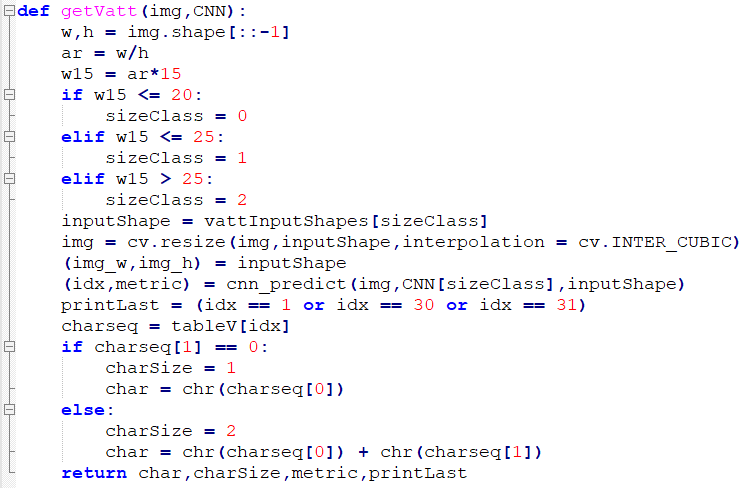 def getVatt(img,CNN):
    w,h = img.shape[::-1]
    ar = w/h
    w15 = ar*15
    if w15 <= 20:
        sizeClass = 0
    elif w15 <= 25:
        sizeClass = 1
    elif w15 > 25:
        sizeClass = 2
    inputShape = vattInputShapes[sizeClass]
    img = cv.resize(img,inputShape,interpolation = cv.INTER_CUBIC)
    (img_w,img_h) = inputShape
    (idx,metric) = cnn_predict(img,CNN[sizeClass],inputShape)
    printLast = (idx == 1 or idx == 30 or idx == 31)
    charseq = tableV[idx]
    if charseq[1] == 0:
        charSize = 1
        char = chr(charseq[0])
    else:
        charSize = 2
        char = chr(charseq[0]) + chr(charseq[1])
    return char,charSize,metric,printLast